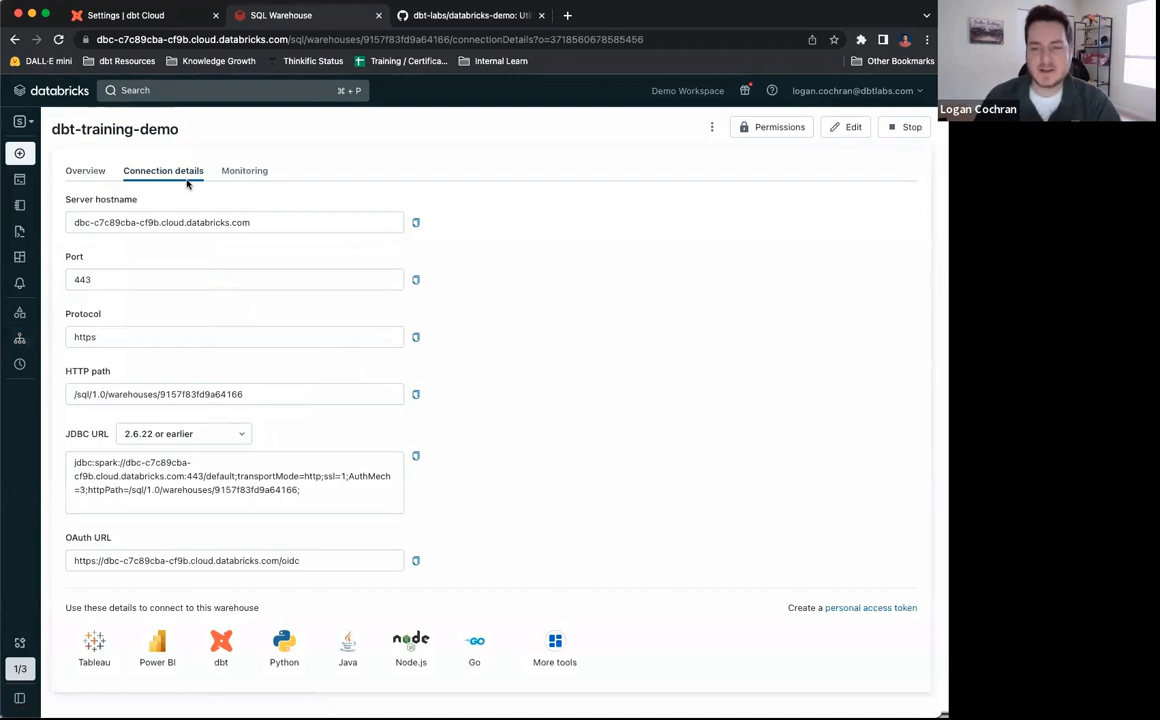 Settings | dbt Cloud
SQL Warehouse
dbt-labs/databricks-demo: Util
dbc-c7c89cba-cf9b.cloud.databricks.com/sql/warehouses/9157f83fd9a64166/connectionDetails?o=3718560678585456
DALL-E mini
dbt Resources
Knowledge Growth
Thinkific Status
Training / Certifica...
Internal Learn
Other Bookmarks
databricks
Search
⌘ + P
Demo Workspace
logan.cochran@dbtlabs.com
Logan Cochran
S
dbt-training-demo
Permissions
Edit
Stop
Overview
Connection details
Monitoring
Server hostname
dbc-c7c89cba-cf9b.cloud.databricks.com
Port
443
Protocol
https
HTTP path
/sql/1.0/warehouses/9157f83fd9a64166
JDBC URL
2.6.22 or earlier
jdbc:spark://dbc-c7c89cba-
cf9b.cloud.databricks.com:443/default;transportMode=http;ssl=1;AuthMech
=3;httpPath=/sql/1.0/warehouses/9157f83fd9a64166;
OAuth URL
https://dbc-c7c89cba-cf9b.cloud.databricks.com/oidc
Use these details to connect to this warehouse
Create a personal access token
Tableau
Power BI
dbt
Python
Java
node
Node.js
GO
Go
More tools
1/3